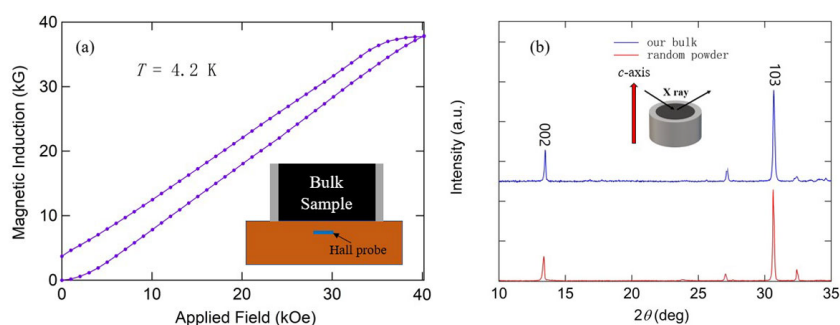 (a)
T = 4.2 K
Magnetic Induction (kG)
40
30
20
10
0
Bulk
Sample
Hall probe
0 10 20 30 40
Applied Field (kOe)
(b)
our bulk
random powder
c-axis
X ray
002
103
Intensity (a.u.)
10 15 20 25 30 35
2θ (deg)